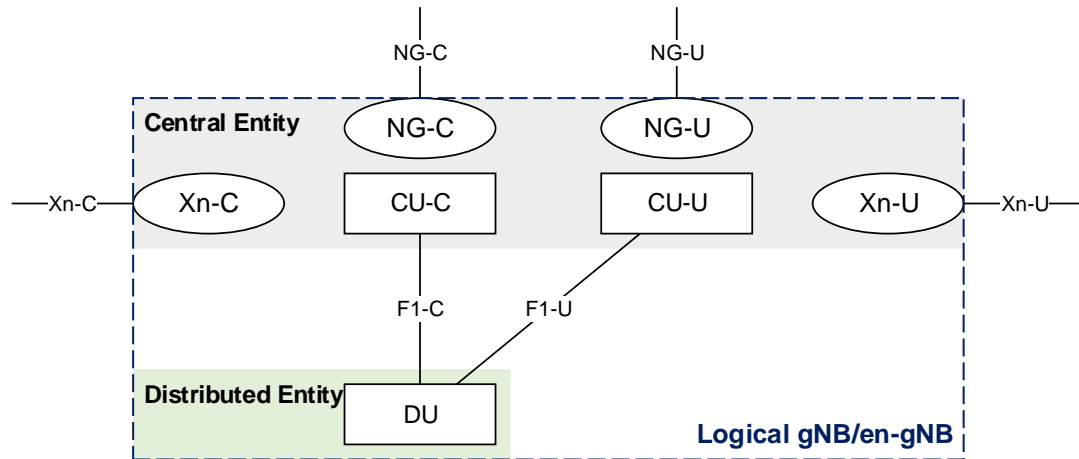 NG-C
NG-U
Central Entity
NG-C
NG-U
Xn-C
Xn-C
CU-C
CU-U
Xn-U
Xn-U
F1-C
F1-U
Distributed Entity
DU
Logical gNB/en-gNB